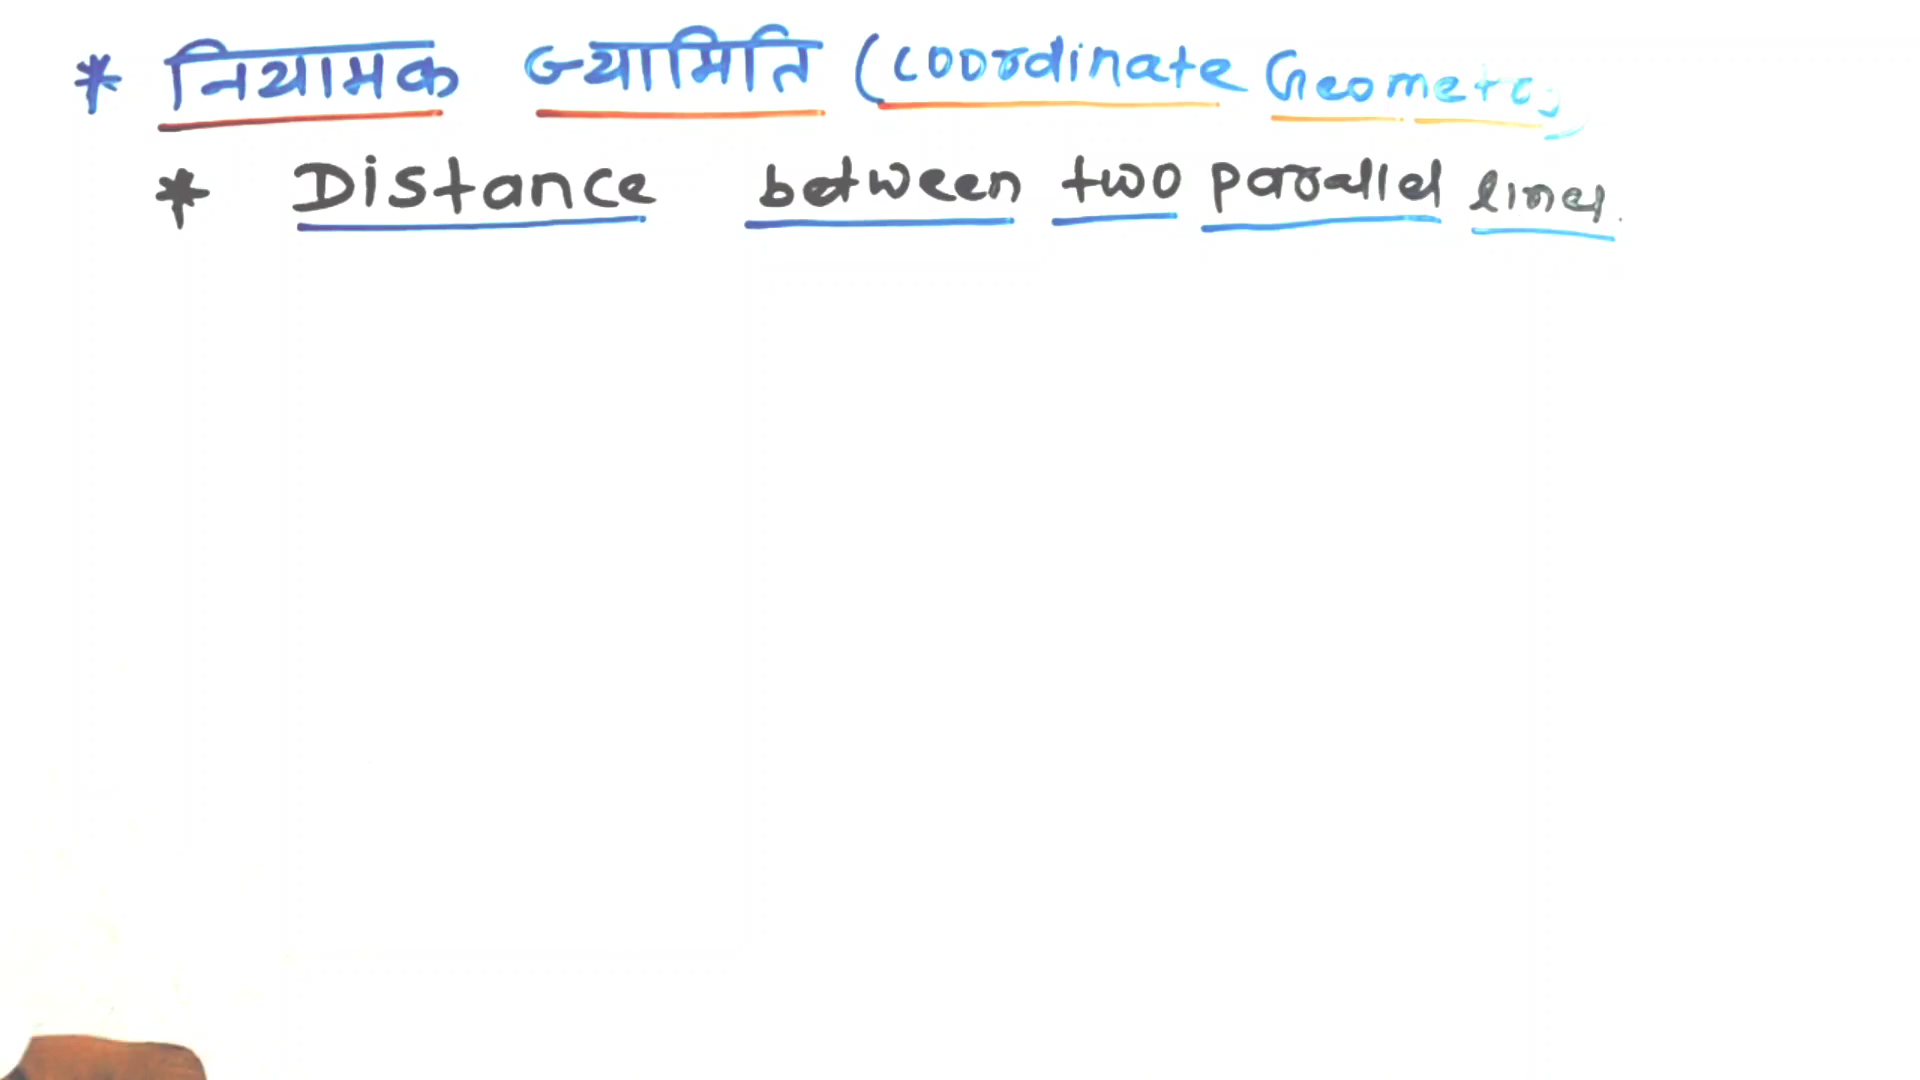 * नियामक ज्यामिति (Coordinate Geometry
* Distance between two parallel lines.